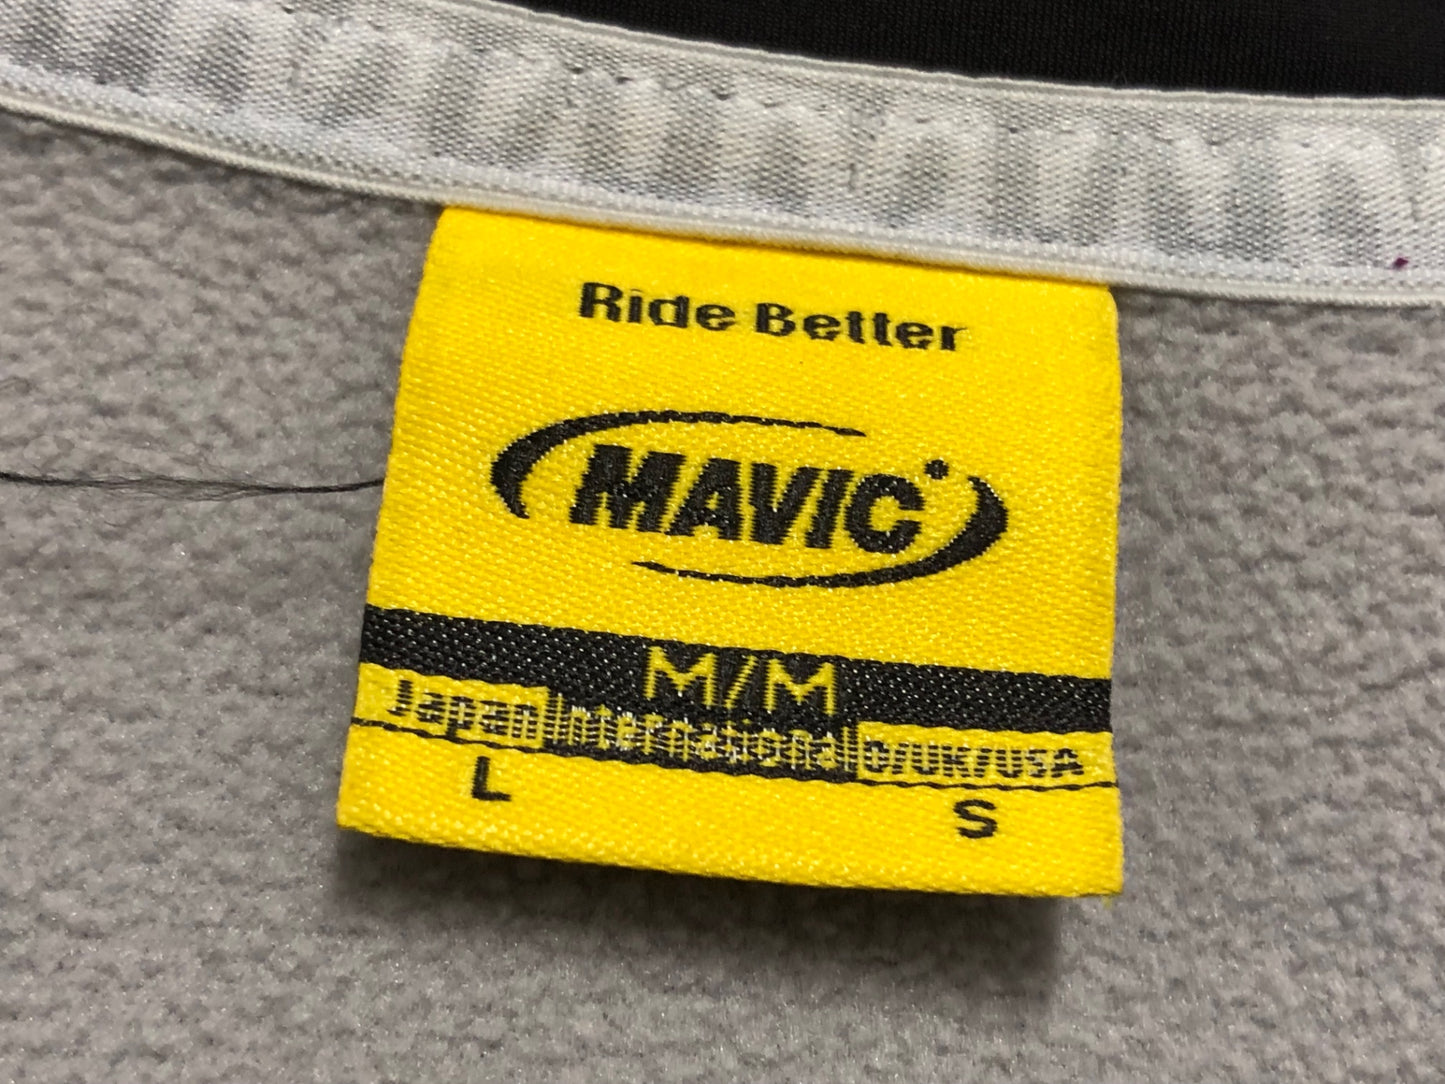 Ride Better
MAVIC
M/M
Japan International D/UK/USA
L S